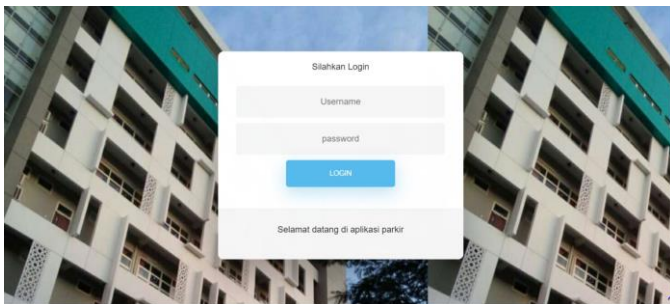 Silahkan Login
Username
password
LOGIN
Selamat datang di aplikasi parkir